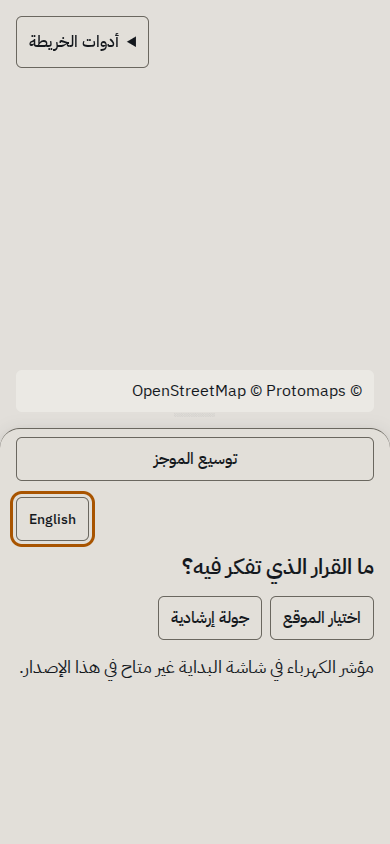 أدوات الخريطة
© OpenStreetMap © Protomaps
توسيع الموجز
English
ما القرار الذي تفكر فيه؟
اختيار الموقع
جولة إرشادية
مؤشر الكهرباء في شاشة البداية غير متاح في هذا الإصدار.